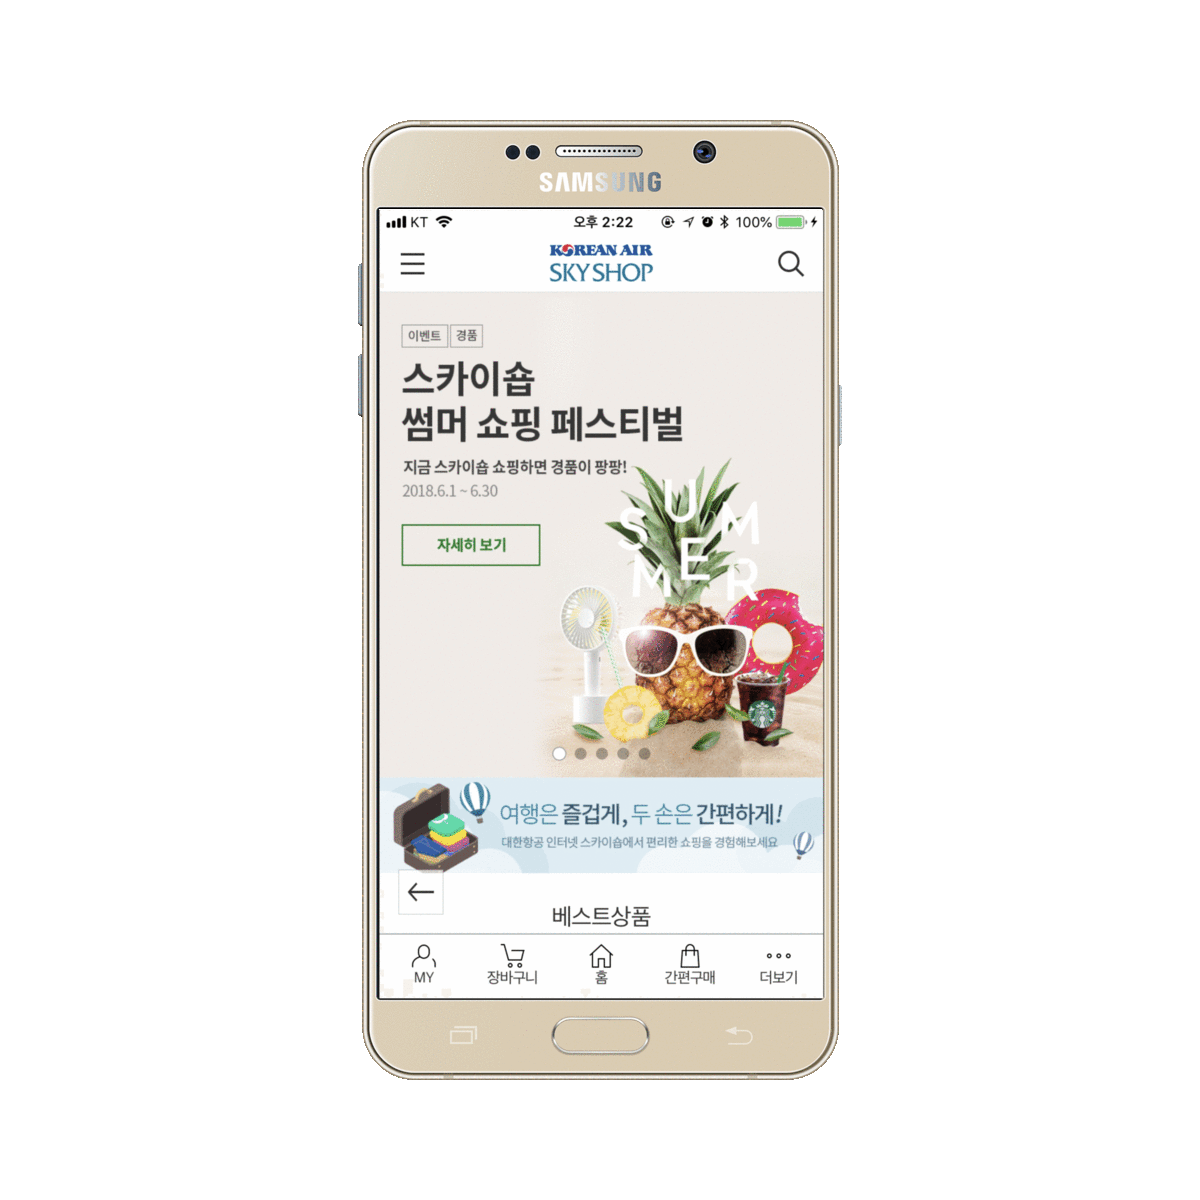 SAMSUNG
KT 오후 2:22 100%
KOREAN AIR
SKY SHOP
이벤트 경품
스카이숍
썸머 쇼핑 페스티벌
지금 스카이숍 쇼핑하면 경품이 팡팡!
2018.6.1 ~ 6.30
자세히 보기
SUMMER
여행은 즐겁게, 두 손은 간편하게!
대한항공 인터넷 스카이숍에서 편리한 쇼핑을 경험해보세요
베스트상품
MY 장바구니 홈 간편구매 더보기